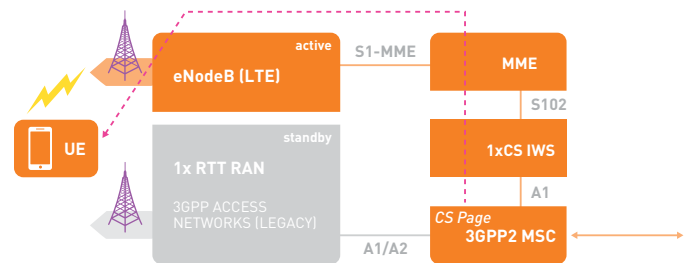 active
S1-MME
eNodeB (LTE)
MME
S102
UE
standby
1x RTT RAN
1xCS IWS
3GPP ACCESS
NETWORKS (LEGACY)
A1
CS Page
3GPP2 MSC
A1/A2